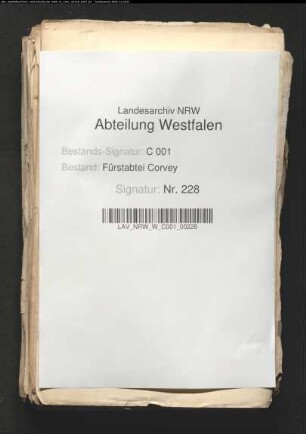 Landesarchiv NRW
Abteilung Westfalen
Bestands-Signatur: C 001
Bestand: Fürstabtei Corvey
Signatur: Nr. 228
LAV_NRW_W_C001_00228